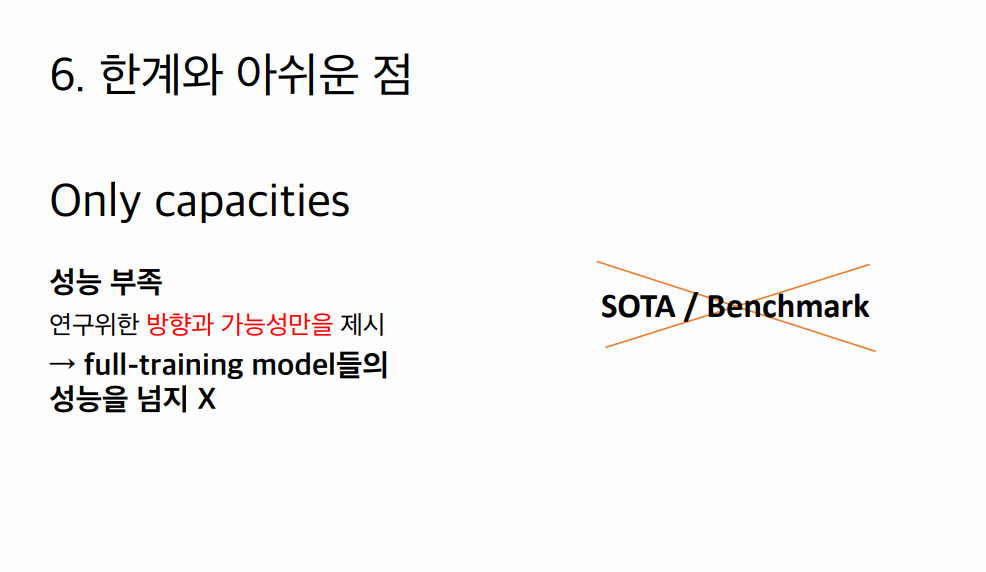 6. 한계와 아쉬운 점
Only capacities
성능 부족
연구위한 방향과 가능성만을 제시
→ full-training model들의
성능을 넘지 X
SOTA / Benchmark